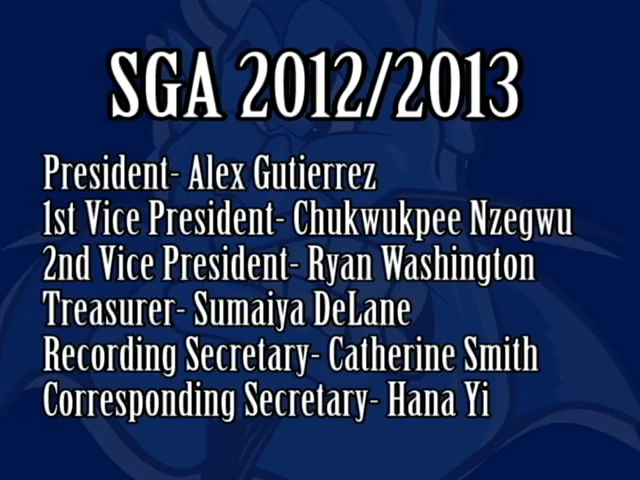 SGA 2012/2013
President- Alex Gutierrez
1st Vice President- Chukwukpee Nzegwu
2nd Vice President- Ryan Washington
Treasurer- Sumaiya DeLane
Recording Secretary- Catherine Smith
Corresponding Secretary- Hana Yi